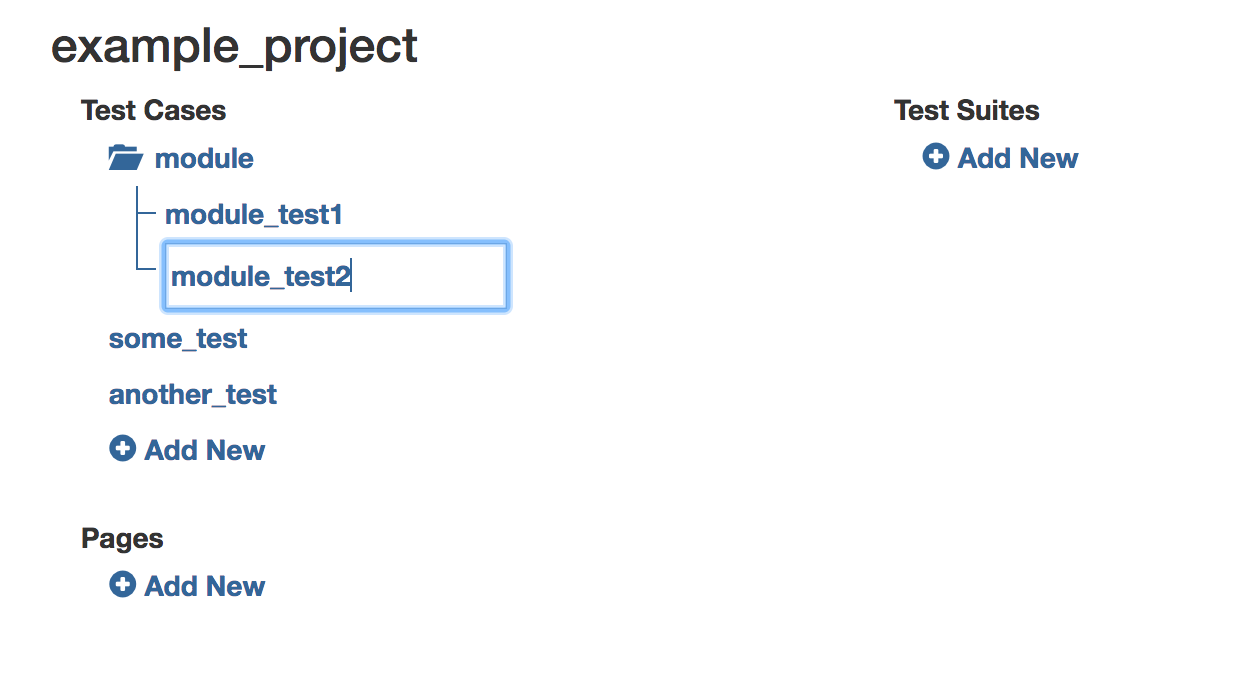 example_project
Test Cases
module
module_test1
module_test2
some_test
another_test
Add New
Pages
Add New
Test Suites
Add New